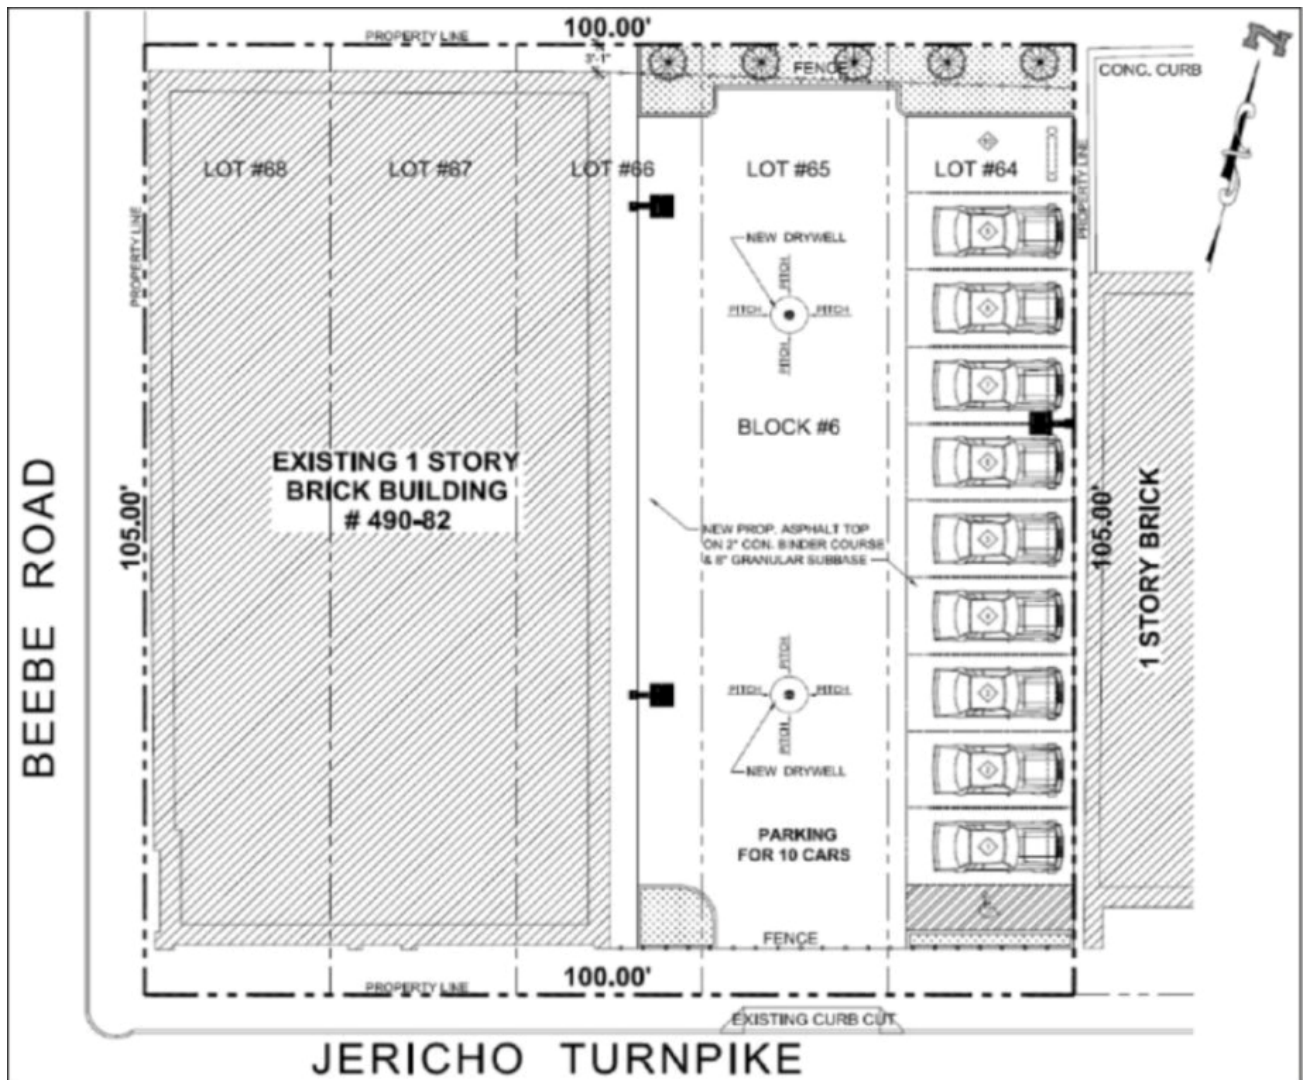 100.00'
PROPERTY LINE
3'-1"
FENCE
CONC. CURB
N
LOT #68
LOT #67
LOT #66
LOT #65
LOT #64
PROPERTY LINE
PROPERTY LINE
NEW DRYWELL
PITCH
PITCH
PITCH
PITCH
BLOCK #6
EXISTING 1 STORY
BRICK BUILDING
# 490-82
BEEBE ROAD
105.00'
NEW PROP. ASPHALT TOP
ON 2" CON. BINDER COURSE
& 8" GRANULAR SUBBASE
105.00'
1 STORY BRICK
PITCH
PITCH
PITCH
PITCH
NEW DRYWELL
PARKING
FOR 10 CARS
FENCE
100.00'
PROPERTY LINE
EXISTING CURB CUT
JERICHO TURNPIKE